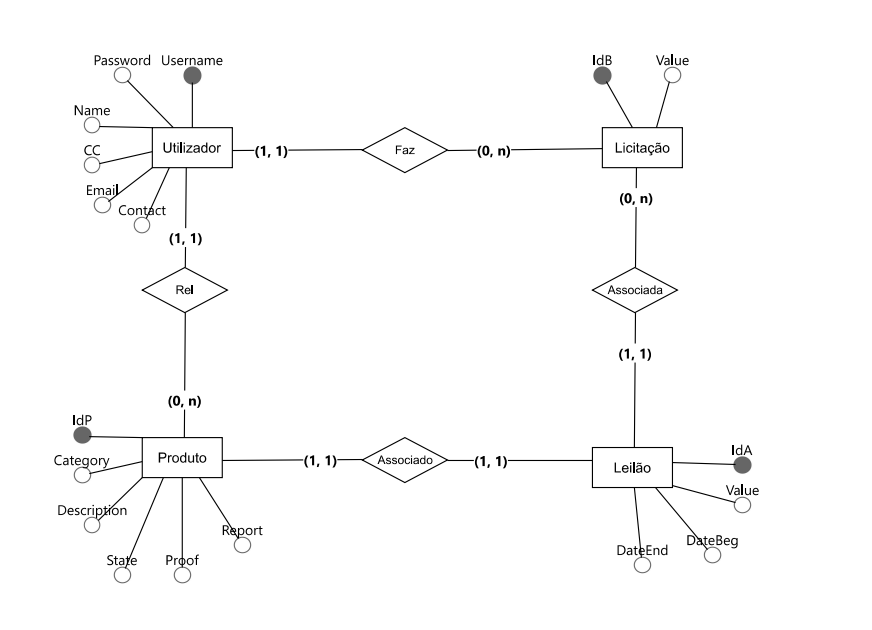 Password
Username
IdB
Value
Name
Utilizador
(1, 1)
Faz
(0, n)
Licitação
CC
Email
Contact
(0, n)
(1, 1)
Rel
Associada
(1, 1)
(0, n)
IdP
Produto
(1, 1)
Associado
(1, 1)
Leilão
IdA
Category
Value
Description
Report
DateBeg
DateEnd
State
Proof